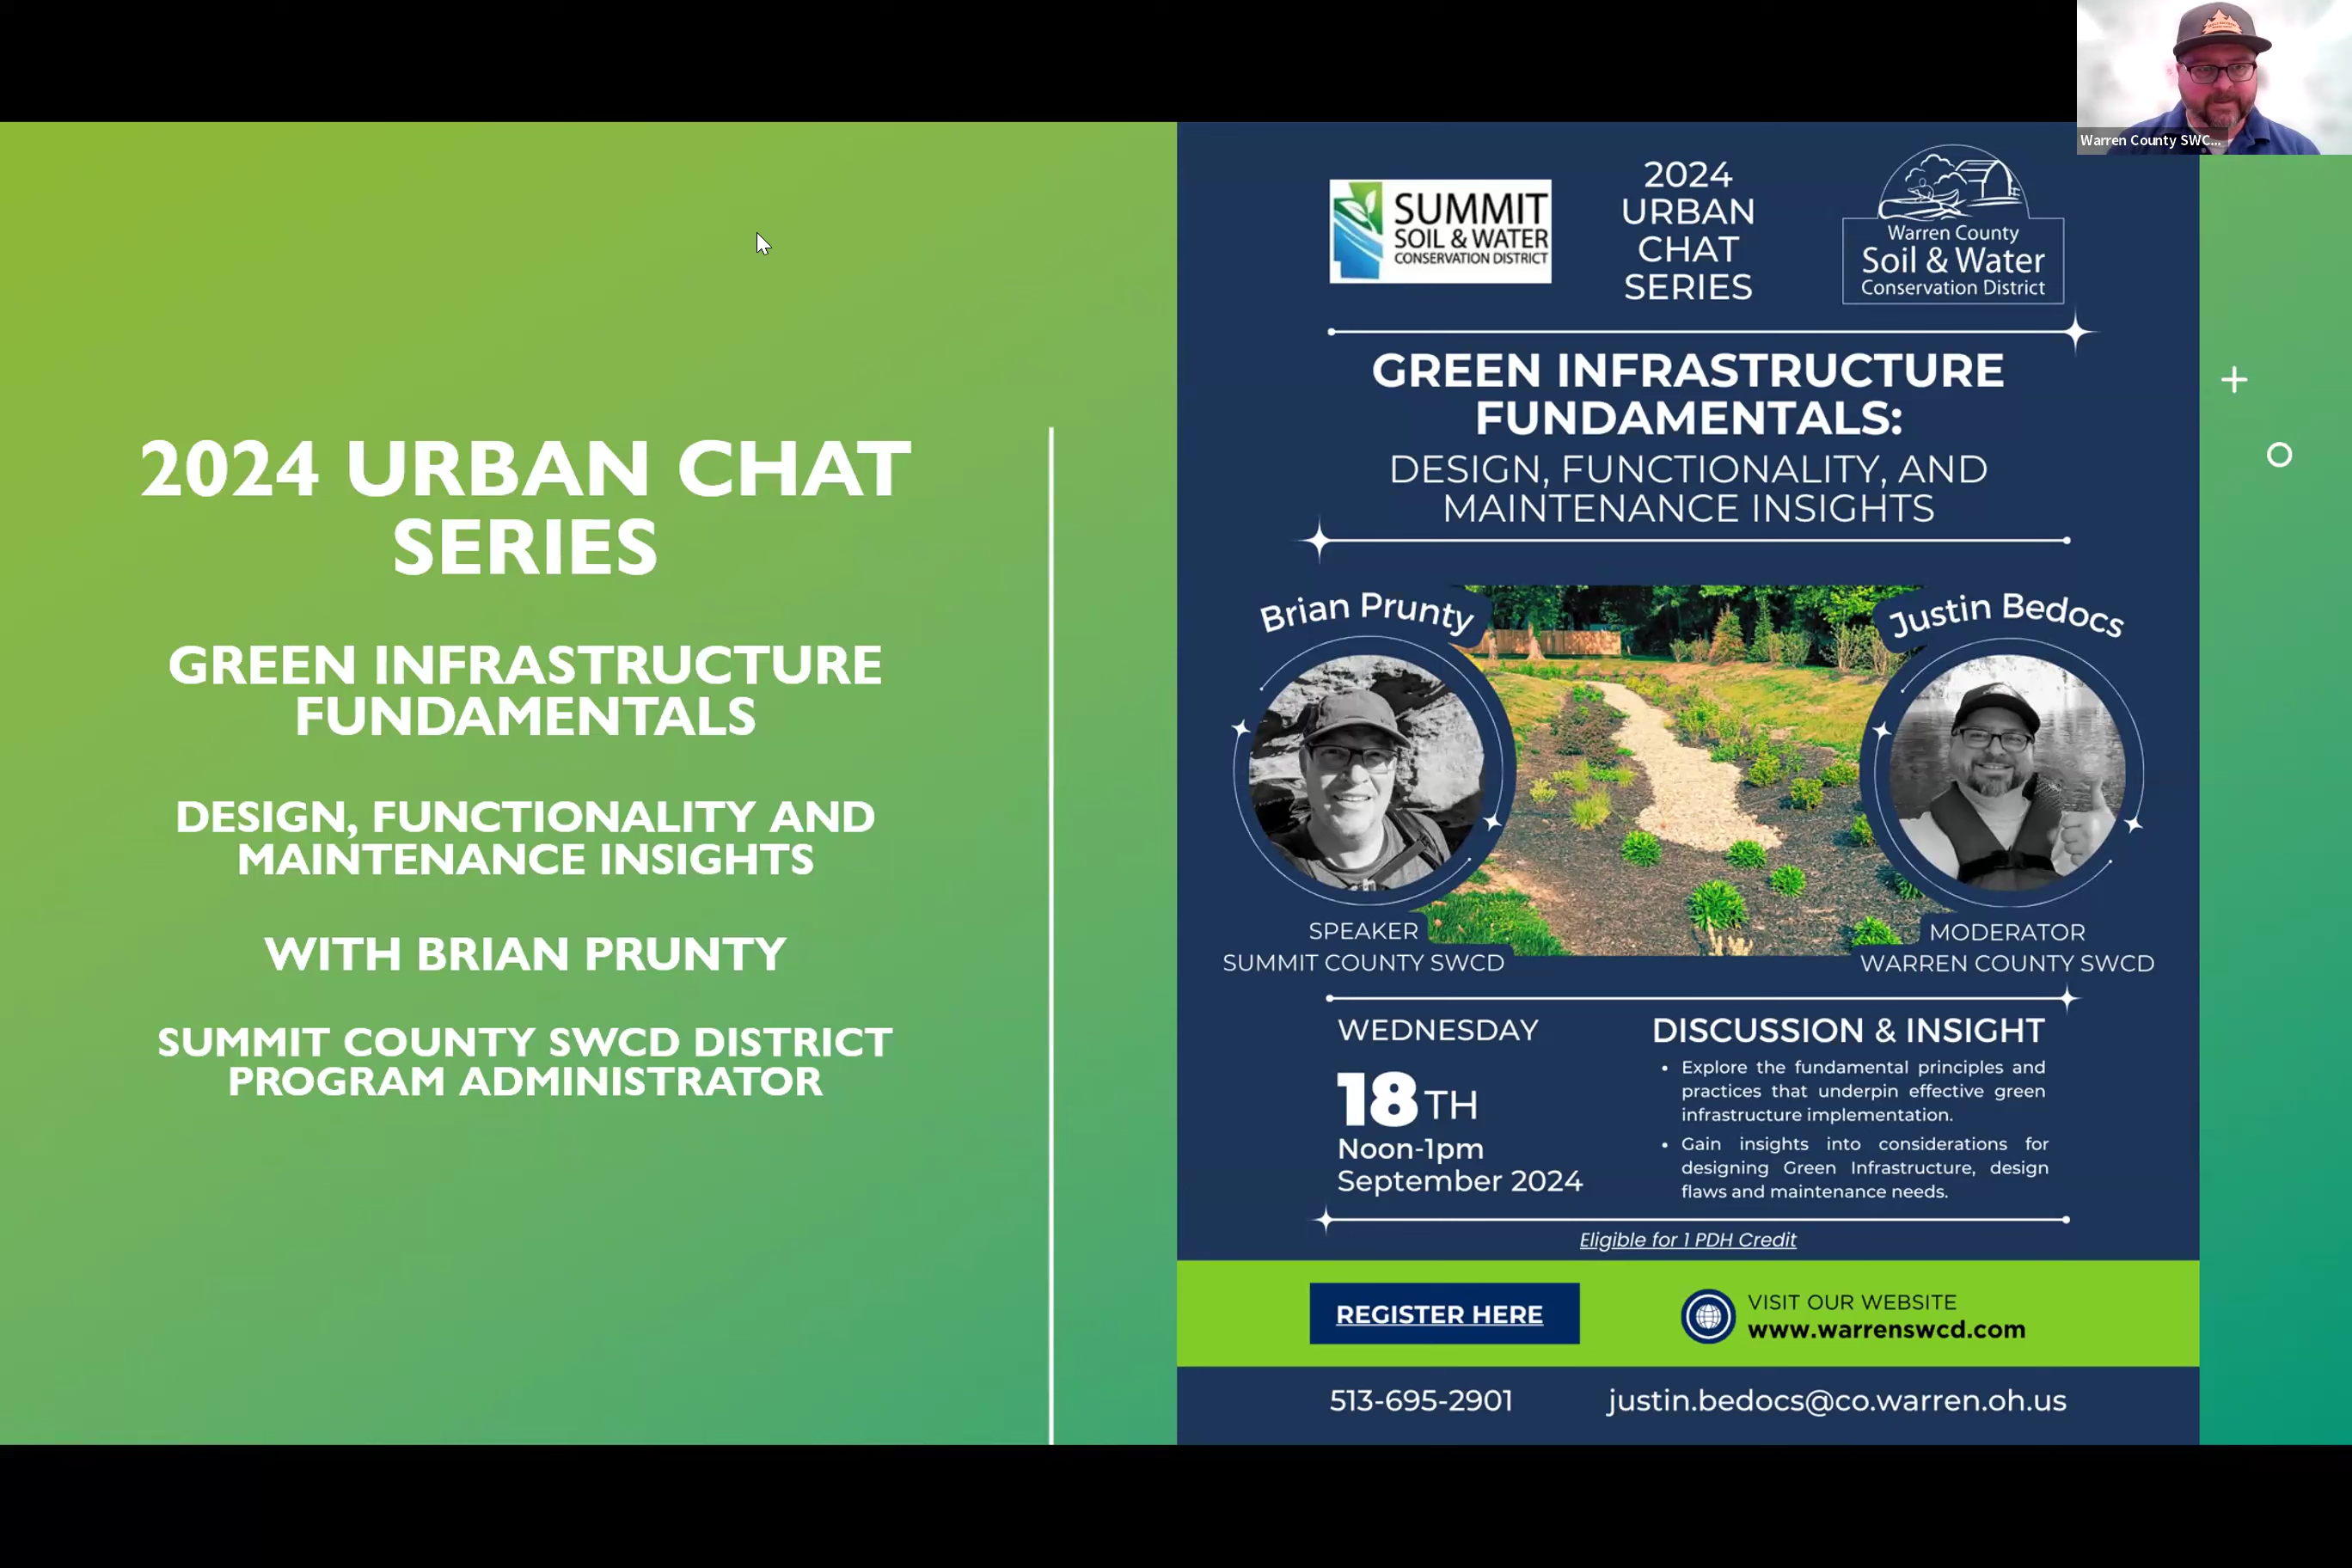 2024 URBAN CHAT
SERIES
GREEN INFRASTRUCTURE
FUNDAMENTALS
DESIGN, FUNCTIONALITY AND
MAINTENANCE INSIGHTS
WITH BRIAN PRUNTY
SUMMIT COUNTY SWCD DISTRICT
PROGRAM ADMINISTRATOR
SUMMIT
SOIL & WATER
CONSERVATION DISTRICT
2024
URBAN
CHAT
SERIES
Warren County
Soil & Water
Conservation District
GREEN INFRASTRUCTURE
FUNDAMENTALS:
DESIGN, FUNCTIONALITY, AND
MAINTENANCE INSIGHTS
Brian Prunty
Justin Bedocs
SPEAKER
SUMMIT COUNTY SWCD
MODERATOR
WARREN COUNTY SWCD
WEDNESDAY
18TH
Noon-1pm
September 2024
DISCUSSION & INSIGHT
• Explore the fundamental principles and
practices that underpin effective green
infrastructure implementation.
• Gain insights into considerations for
designing Green Infrastructure, design
flaws and maintenance needs.
Eligible for 1 PDH Credit
REGISTER HERE
VISIT OUR WEBSITE
www.warrenswcd.com
513-695-2901
justin.bedocs@co.warren.oh.us
Warren County SWC...